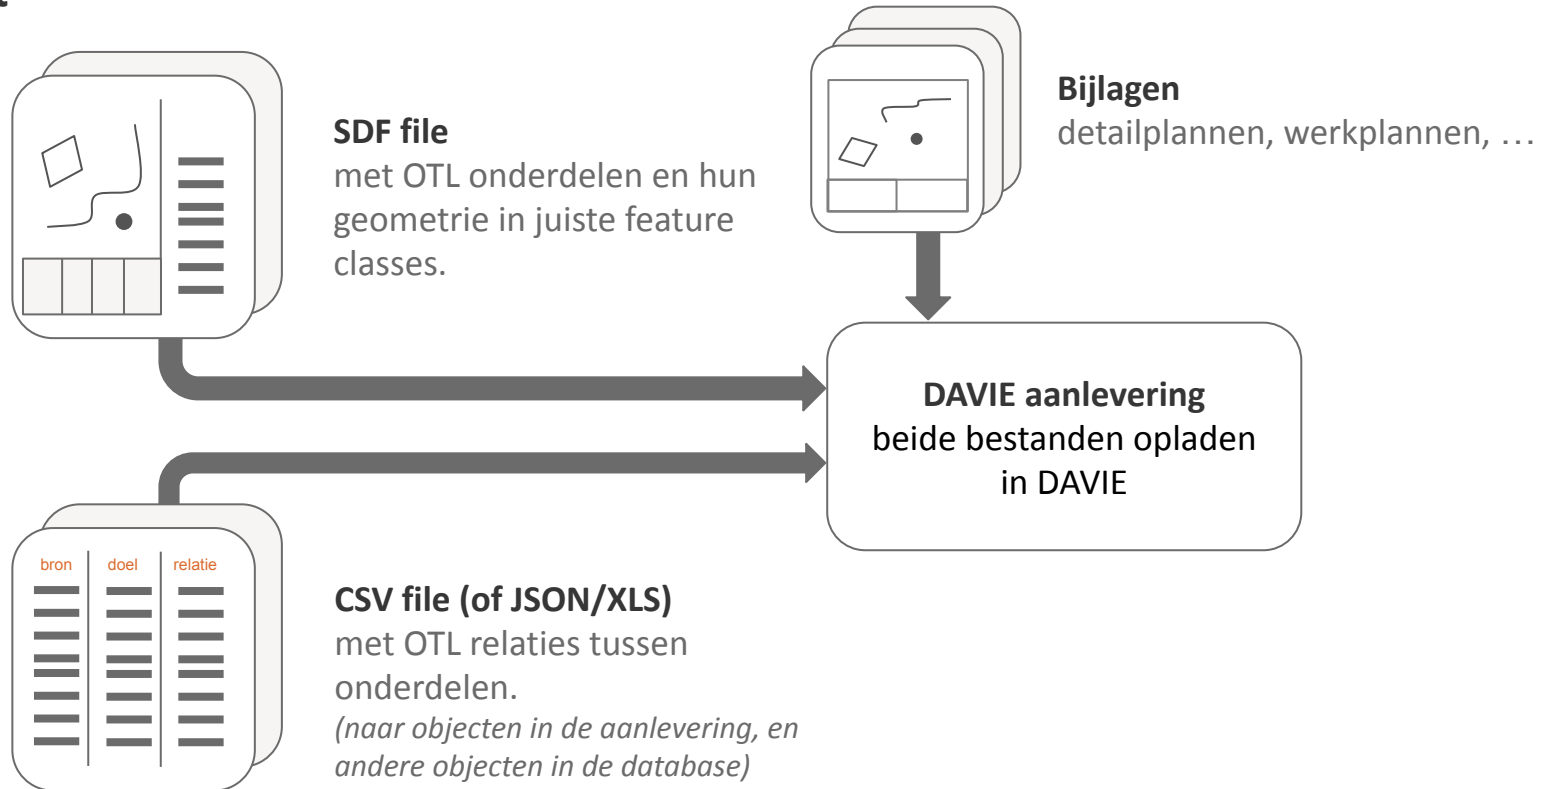 SDF file
met OTL onderdelen en hun
geometrie in juiste feature
classes.
Bijlagen
detailplannen, werkplannen, …
DAVIE aanlevering
beide bestanden opladen
in DAVIE
bron doel relatie
CSV file (of JSON/XLS)
met OTL relaties tussen
onderdelen.
(naar objecten in de aanlevering, en
andere objecten in de database)